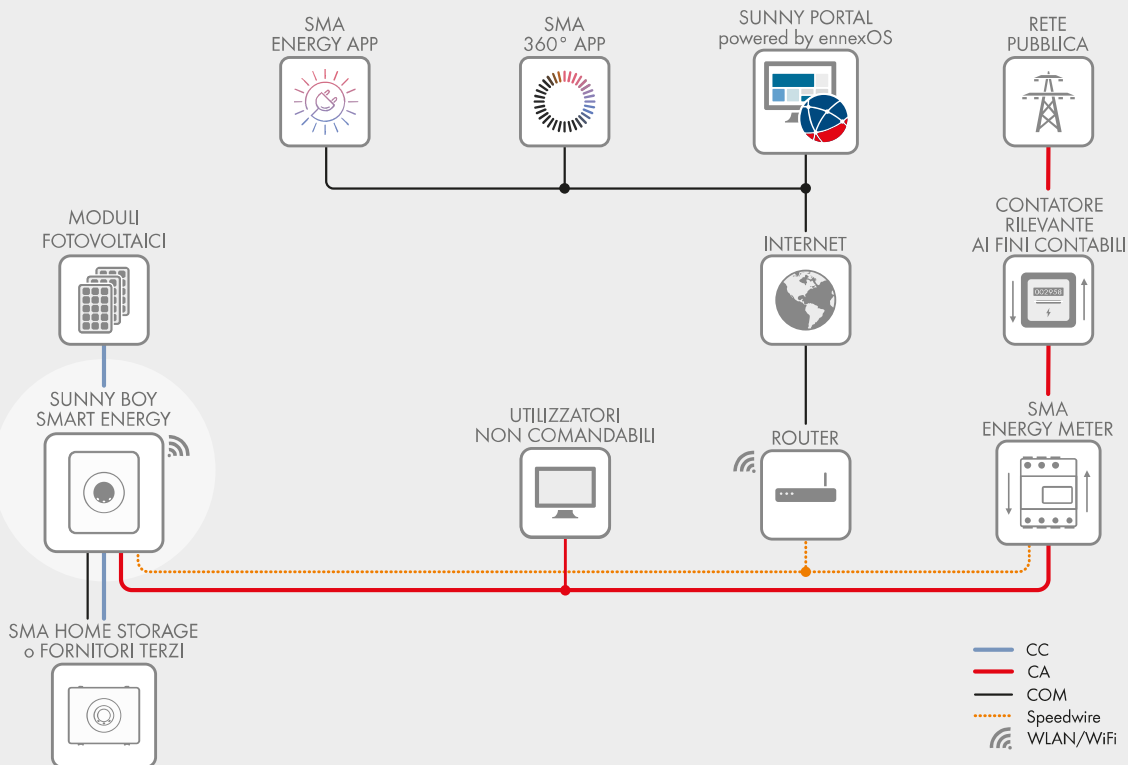 SMA
ENERGY APP
SMA
360° APP
SUNNY PORTAL
powered by ennexOS
RETE
PUBBLICA
MODULI
FOTOVOLTAICI
INTERNET
CONTATORE
RILEVANTE
AI FINI CONTABILI
002958
SUNNY BOY
SMART ENERGY
UTILIZZATORI
NON COMANDABILI
ROUTER
SMA
ENERGY METER
SMA HOME STORAGE
o FORNITORI TERZI
CC
CA
COM
Speedwire
WLAN/WiFi